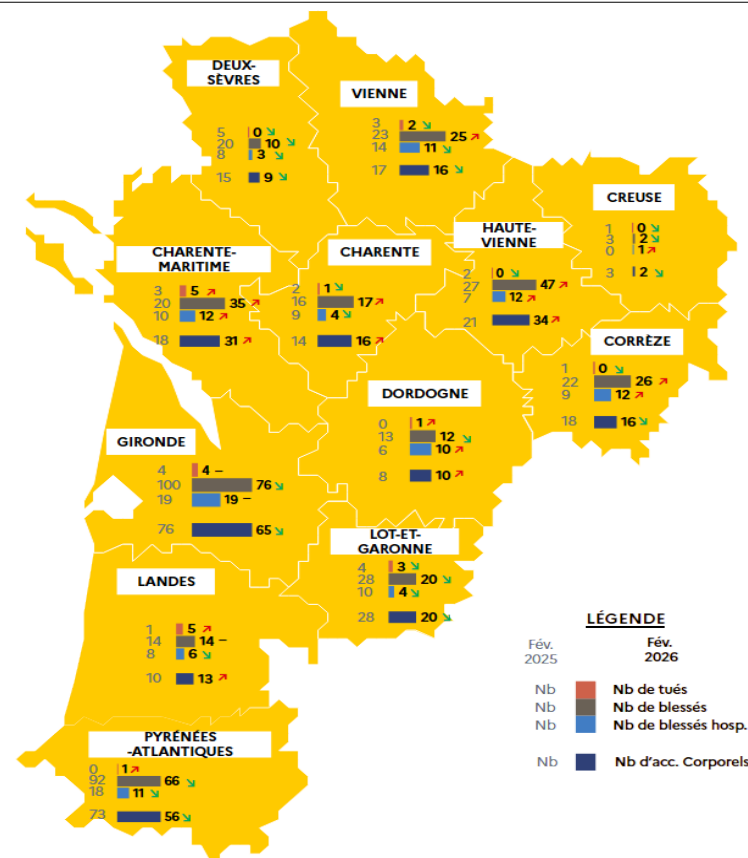 DEUX-
SÈVRES
5 0
20 10
8 3
15 9
VIENNE
3 2
23 25
14 11
17 16
CREUSE
1 0
3 2
0 1
3 2
HAUTE-
VIENNE
2 0
27 47
7 12
21 34
CHARENTE-
MARITIME
3 5
20 35
10 12
18 31
CHARENTE
2 1
16 17
9 4
14 16
CORRÈZE
1 0
22 26
9 12
18 16
DORDOGNE
0 1
13 12
6 10
8 10
GIRONDE
4 4 –
100 76
19 19 –
76 65
LOT-ET-
GARONNE
4 3
28 20
10 4
28 20
LANDES
1 5
14 14 –
8 6
10 13
PYRÉNÉES
-ATLANTIQUES
0 1
92 66
18 11
73 56
LÉGENDE
Fév.
2025
Fév.
2026
Nb Nb de tués
Nb Nb de blessés
Nb Nb de blessés hosp.
Nb Nb d'acc. Corporels